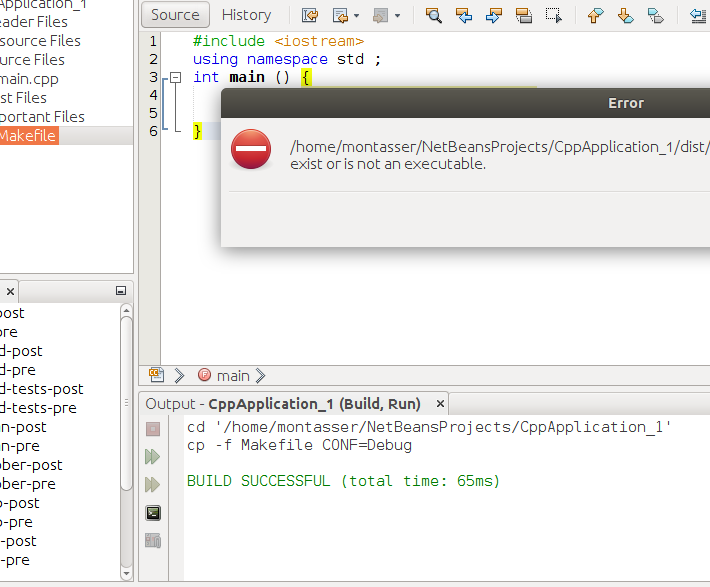 Application_1
eader Files
source Files
urce Files
main.cpp
st Files
portant Files
Makefile
Source History
1 #include <iostream>
2 using namespace std ;
3 int main () {
4
5
6 }
Error
/home/montasser/NetBeansProjects/CppApplication_1/dist/
exist or is not an executable.
post
pre
d-post
d-pre
d-tests-post
d-tests-pre
an-post
an-pre
ober-post
ober-pre
o-post
o-pre
-post
-pre
main
Output - CppApplication_1 (Build, Run)
cd '/home/montasser/NetBeansProjects/CppApplication_1'
cp -f Makefile CONF=Debug
BUILD SUCCESSFUL (total time: 65ms)